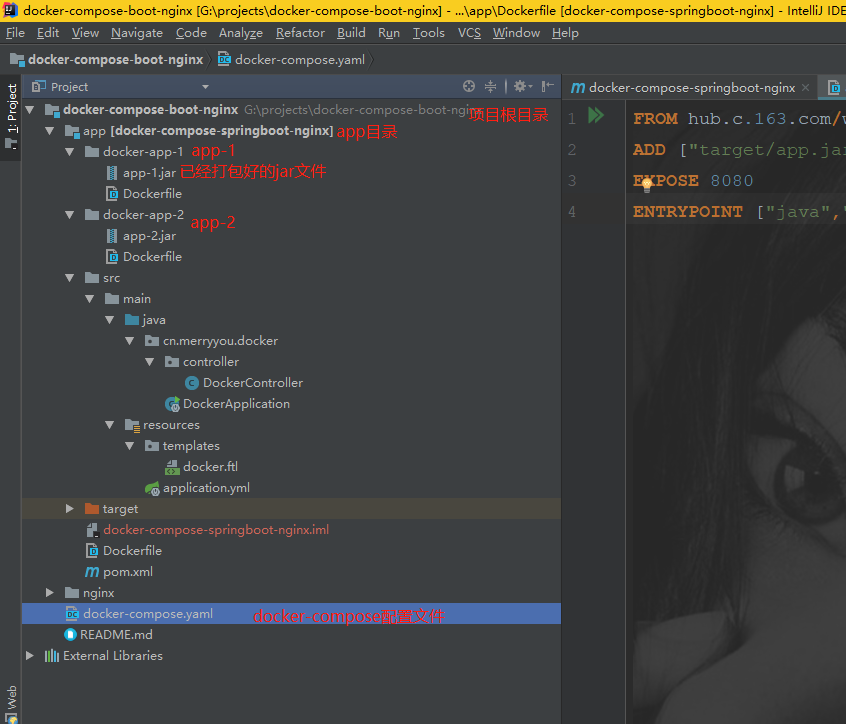 docker-compose-boot-nginx [G:\projects\docker-compose-boot-nginx] - ...\app\Dockerfile [docker-compose-springboot-nginx] - IntelliJ IDE
File Edit View Navigate Code Analyze Refactor Build Run Tools VCS Window Help
docker-compose-boot-nginx docker-compose.yaml
1: Project
Project
docker-compose-springboot-nginx
docker-compose-boot-nginx G:\projects\docker-compose-boot-nginx 项目根目录
app [docker-compose-springboot-nginx] app目录
docker-app-1 app-1
app-1.jar 已经打包好的jar文件
Dockerfile
docker-app-2 app-2
app-2.jar
Dockerfile
src
main
java
cn.merryyou.docker
controller
DockerController
DockerApplication
resources
templates
docker.ftl
application.yml
target
docker-compose-springboot-nginx.iml
Dockerfile
pom.xml
nginx
docker-compose.yaml docker-compose配置文件
README.md
External Libraries
Web
1 FROM hub.c.163.com/
2 ADD ["target/app.jar
3 EXPOSE 8080
4 ENTRYPOINT ["java","